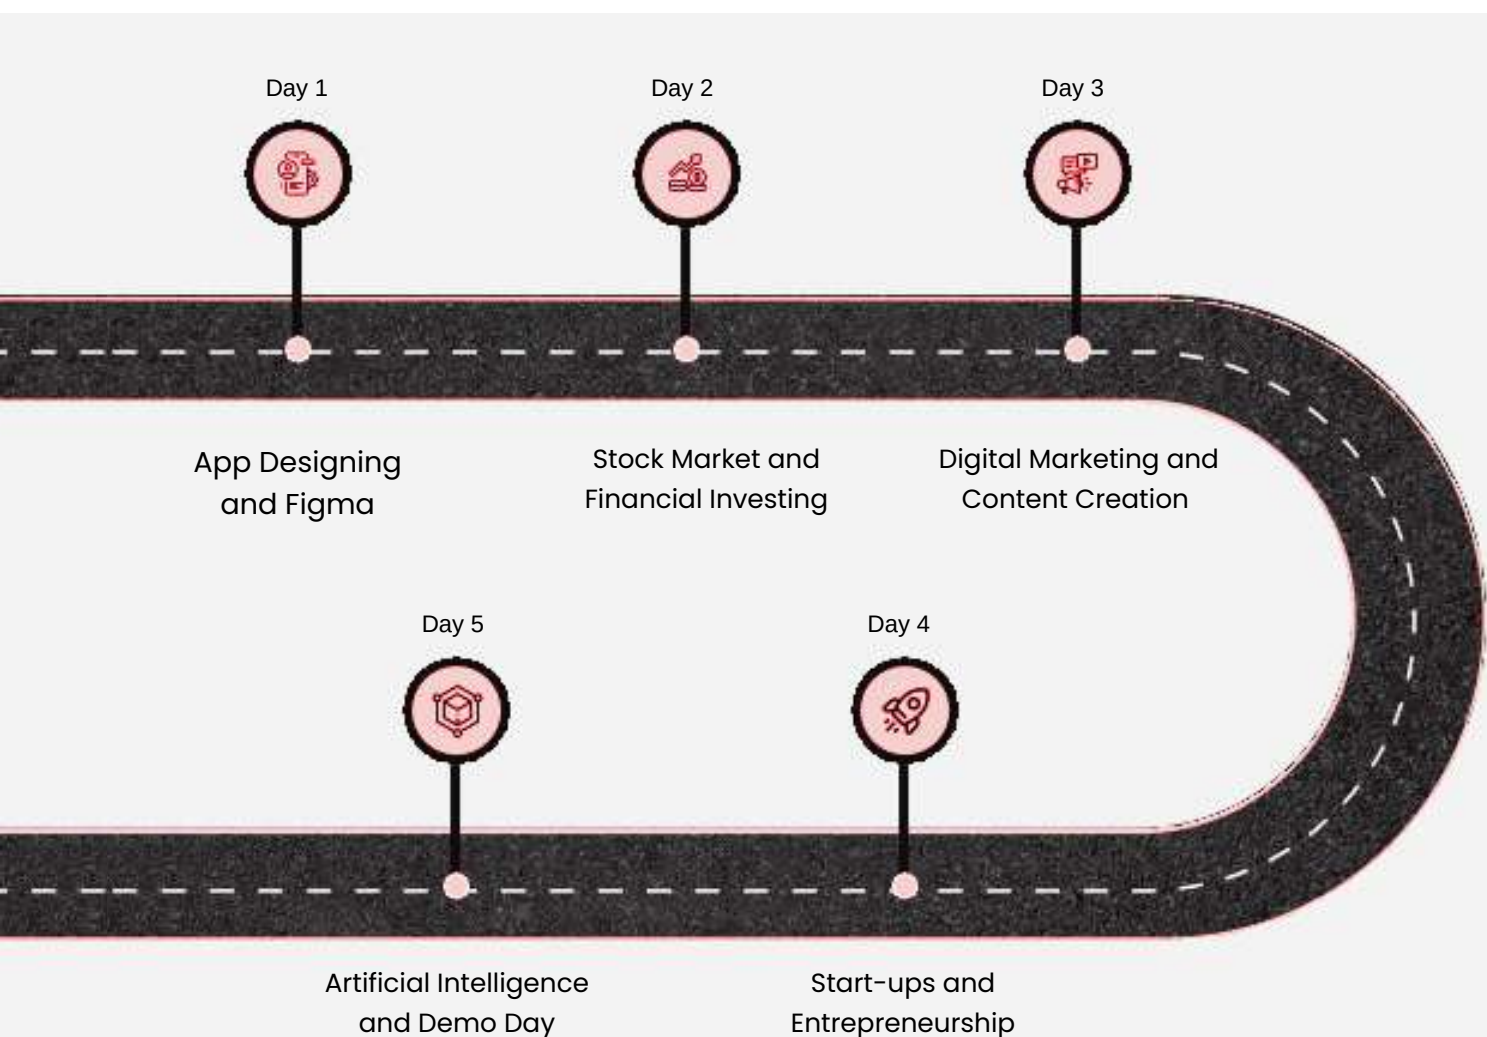 Day 1
Day 2
Day 3
App Designing
and Figma
Stock Market and
Financial Investing
Digital Marketing and
Content Creation
Day 5
Day 4
Artificial Intelligence
and Demo Day
Start-ups and
Entrepreneurship